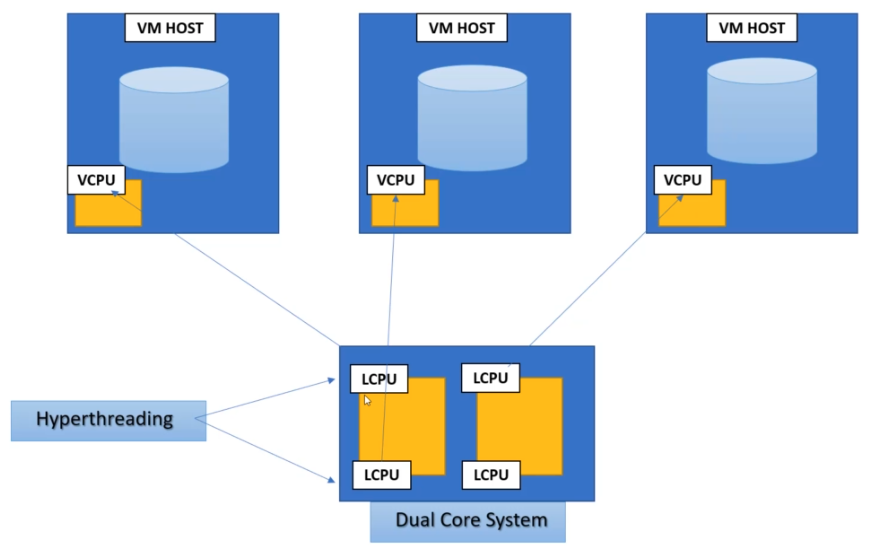 VM HOST
VM HOST
VM HOST
VCPU
VCPU
VCPU
LCPU
LCPU
Hyperthreading
LCPU
LCPU
Dual Core System